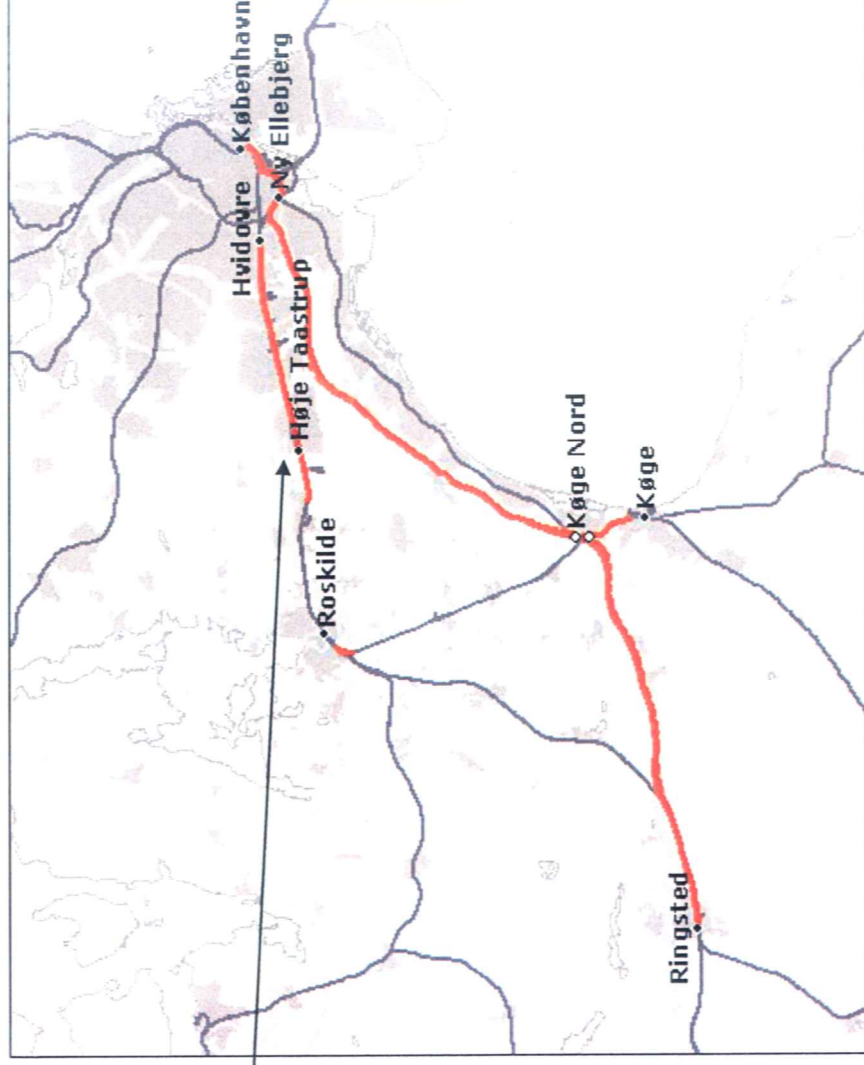 København
Ny Ellebjerg
Hvidovre
Høje Taastrup
Roskilde
Køge Nord
Køge
Ringsted